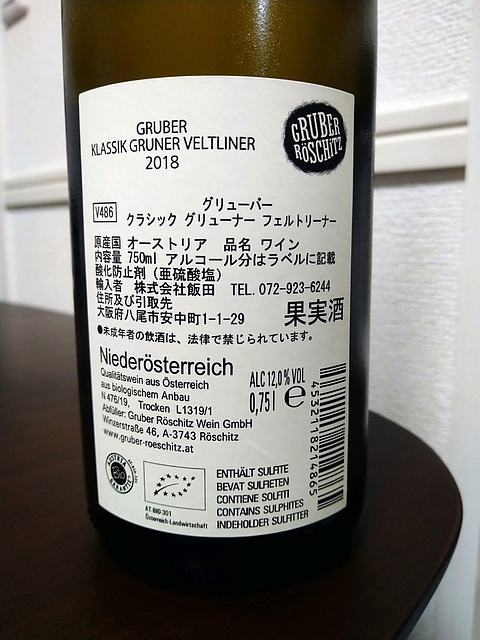 GRUBER
KLASSIK GRUNER VELTLINER
2018
GRUBER
RÖSCHiTZ
V486
グリューバー
クラシック グリューナー フェルトリーナー
原産国 オーストリア 品名 ワイン
内容量 750ml アルコール分はラベルに記載
酸化防止剤（亜硫酸塩）
輸入者 株式会社飯田 TEL.072-923-6244
住所及び引取先
大阪府八尾市安中町1-1-29
果実酒
●未成年者の飲酒は、法律で禁じられています。
Niederösterreich
Qualitätswein aus Österreich
aus biologischem Anbau
N 476/19, Trocken L1319/1
Abfüller: Gruber Röschitz Wein GmbH
Winzerstraße 46, A-3743 Röschitz
www.gruber-roeschitz.at
ALC 12,0 % VOL
0,75 l e
4532118214665
AT-BIO-301
Österreich-Landwirtschaft
ENTHÄLT SULFITE
BEVAT SULFIETEN
CONTIENE SOLFITI
CONTAINS SULPHITES
INDEHOLDER SULFITTER